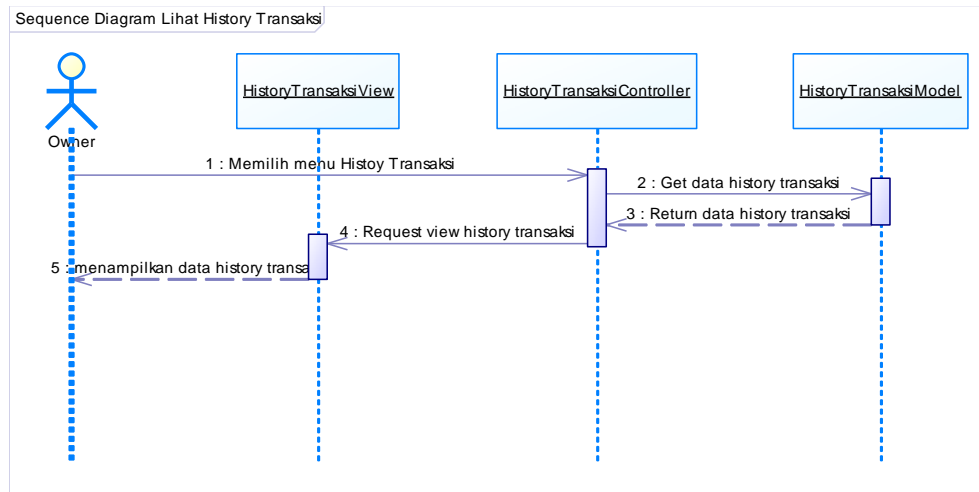 Sequence Diagram Lihat History Transaksi
HistoryTransaksiView
HistoryTransaksiController
HistoryTransaksiModel
Owner
1 : Memilih menu Histoy Transaksi
2 : Get data history transaksi
3 : Return data history transaksi
4 : Request view history transaksi
5 : menampilkan data history transa